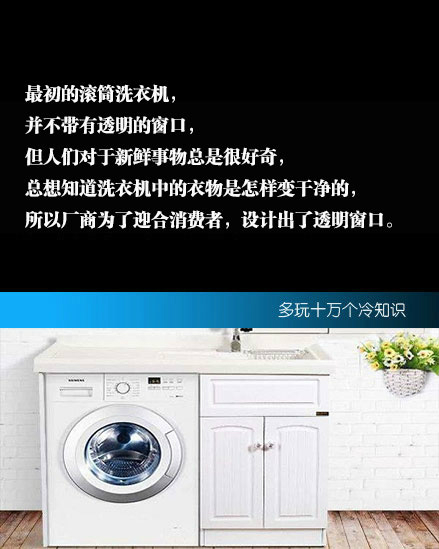 最初的滚筒洗衣机，
并不带有透明的窗口，
但人们对于新鲜事物总是很好奇，
总想知道洗衣机中的衣物是怎样变干净的，
所以厂商为了迎合消费者，设计出了透明窗口。
多玩十万个冷知识
SIEMENS